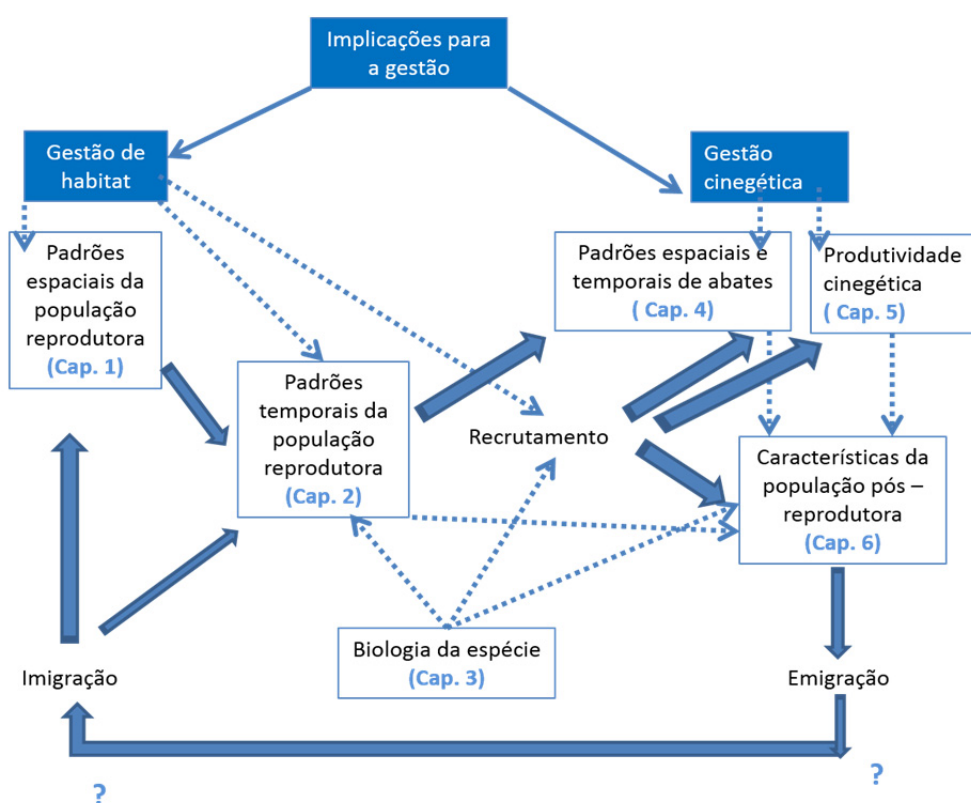 Implicações para
a gestão
Gestão de
habitat
Gestão
cinegética
Padrões
espaciais da
população
reprodutora
(Cap. 1)
Padrões espaciais e
temporais de abates
( Cap. 4)
Produtividade
cinegética
( Cap. 5)
Padrões
temporais da
população
reprodutora
(Cap. 2)
Recrutamento
Características da
população pós –
reprodutora
(Cap. 6)
Biologia da espécie
(Cap. 3)
Imigração
Emigração
?
?